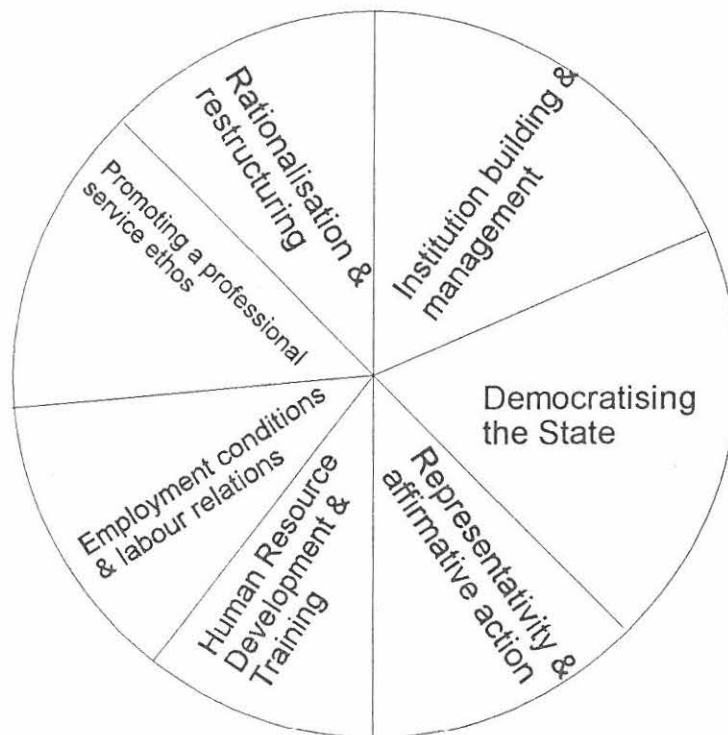 Rationalisation &
restructuring
Institution building &
management
Promoting a professional
service ethos
Democratising
the State
Employment conditions
& labour relations
Human Resource
Development &
Training
Representativity &
affirmative action